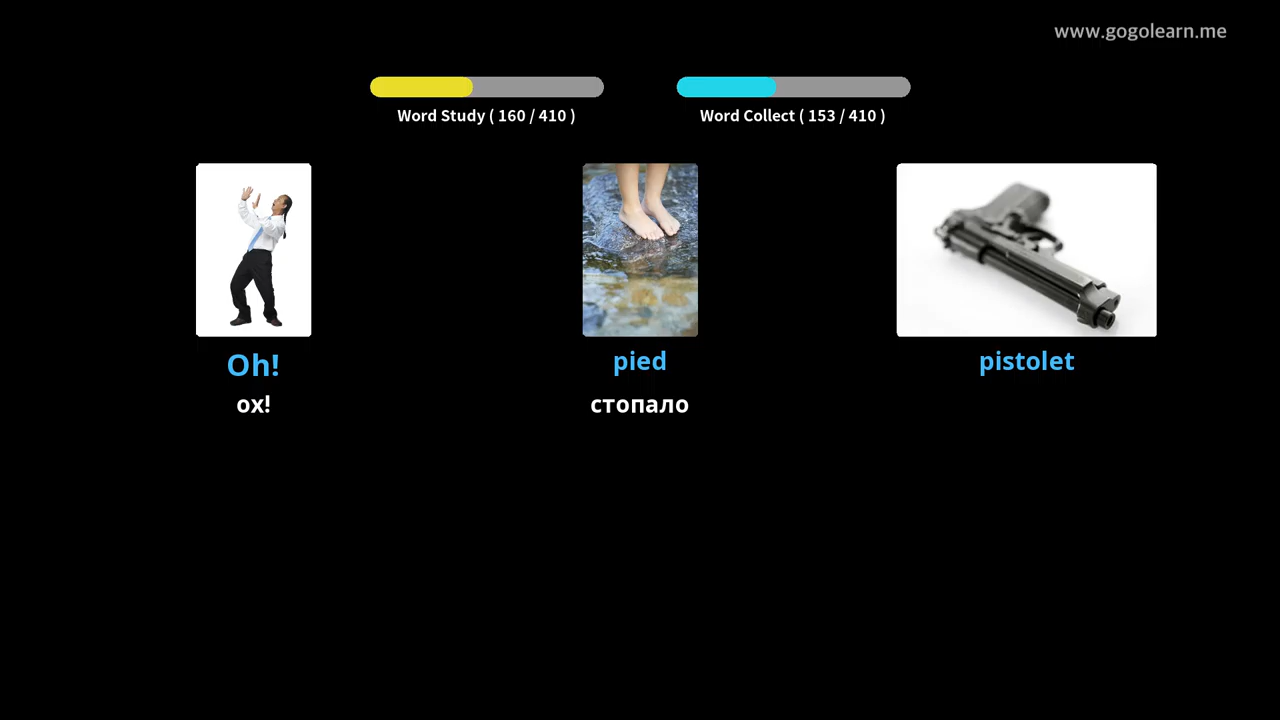 www.gogolearn.me
Word Study ( 160 / 410 )
Word Collect ( 153 / 410 )
Oh!
pied
pistolet
ох!
стопало